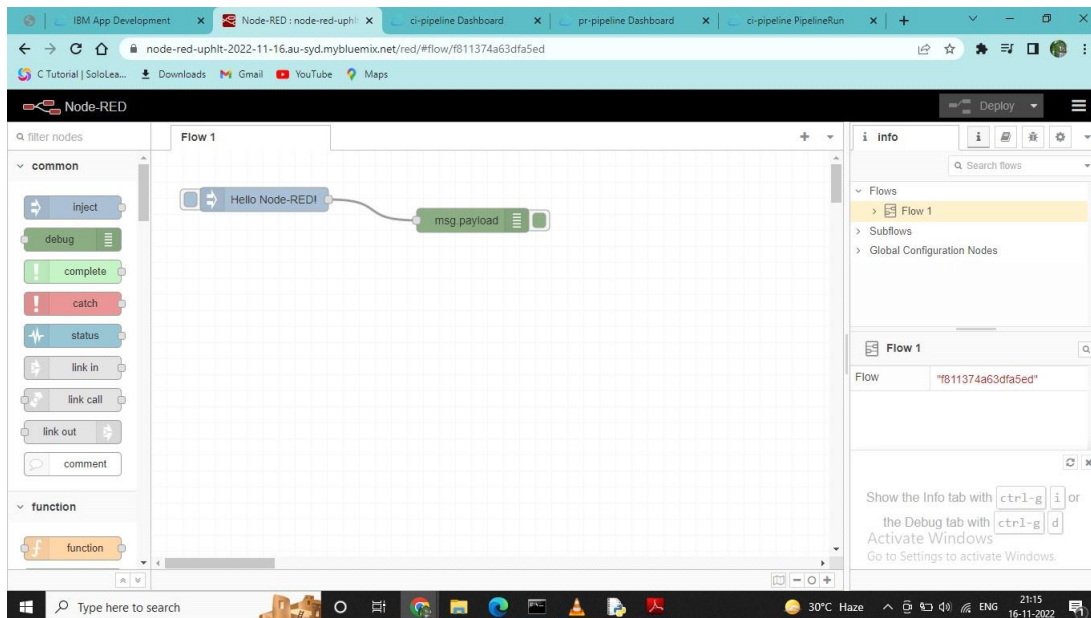 IBM App Development
Node-RED : node-red-uphl
ci-pipeline Dashboard
pr-pipeline Dashboard
ci-pipeline PipelineRun
node-red-uphlt-2022-11-16.au-syd.mybluemix.net/red/#flow/f811374a63dfa5ed
C Tutorial | SoloLea...
Downloads
Gmail
YouTube
Maps
Node-RED
Deploy
filter nodes
Flow 1
i info
Search flows
common
inject
debug
complete
catch
status
link in
link call
link out
comment
function
function
Hello Node-RED!
msg.payload
Flows
Flow 1
Subflows
Global Configuration Nodes
Flow 1
Flow "f811374a63dfa5ed"
Show the Info tab with ctrl-g i or
the Debug tab with ctrl-g d
Activate Windows
Go to Settings to activate Windows.
Type here to search
30°C Haze
ENG
21:15
16-11-2022